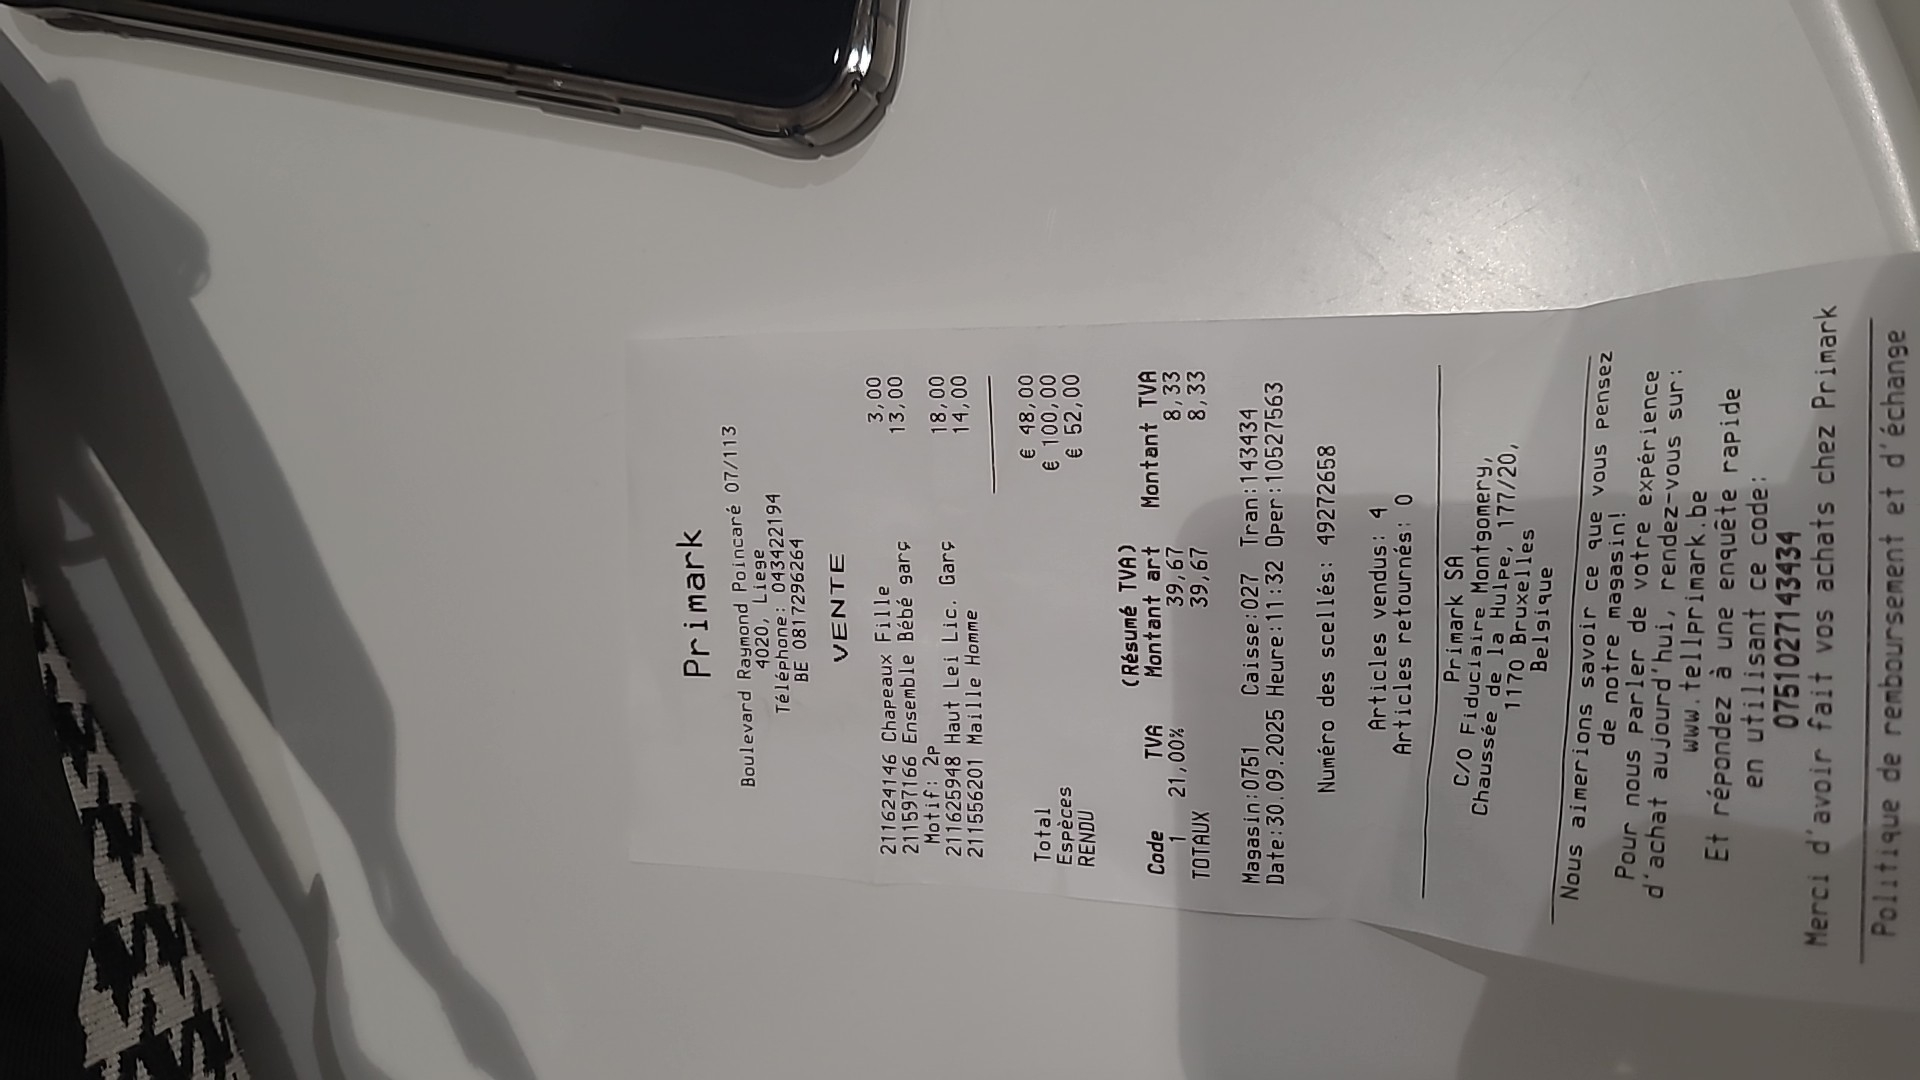 Primark
Boulevard Raymond Poincaré 07/113
4020, Liege
Téléphone: 043422194
BE 0817296264
VENTE
211624146 Chapeaux Fille 3,00
211597166 Ensemble Bébé garç 13,00
Motif: 2P
211625948 Haut Lei Lic. Garç 18,00
211556201 Maille Homme 14,00
Total € 48,00
Espèces € 100,00
RENDU € 52,00
(Résumé TVA)
Code TVA Montant art Montant TVA
1 21,00% 39,67 8,33
TOTAUX 39,67 8,33
Magasin:0751 Caisse:027 Tran:143434
Date:30.09.2025 Heure:11:32 Oper:10527563
Numéro des scellés: 49272658
Articles vendus: 4
Articles retournés: 0
Primark SA
C/O Fiduciaire Montgomery,
Chaussée de la Hulpe, 177/20,
1170 Bruxelles
Belgique
Nous aimerions savoir ce que vous pensez
de notre magasin!
Pour nous parler de votre expérience
d'achat aujourd'hui, rendez-vous sur:
www.tellprimark.be
Et répondez à une enquête rapide
en utilisant ce code:
0751027143434
Merci d'avoir fait vos achats chez Primark
Politique de remboursement et d'échange